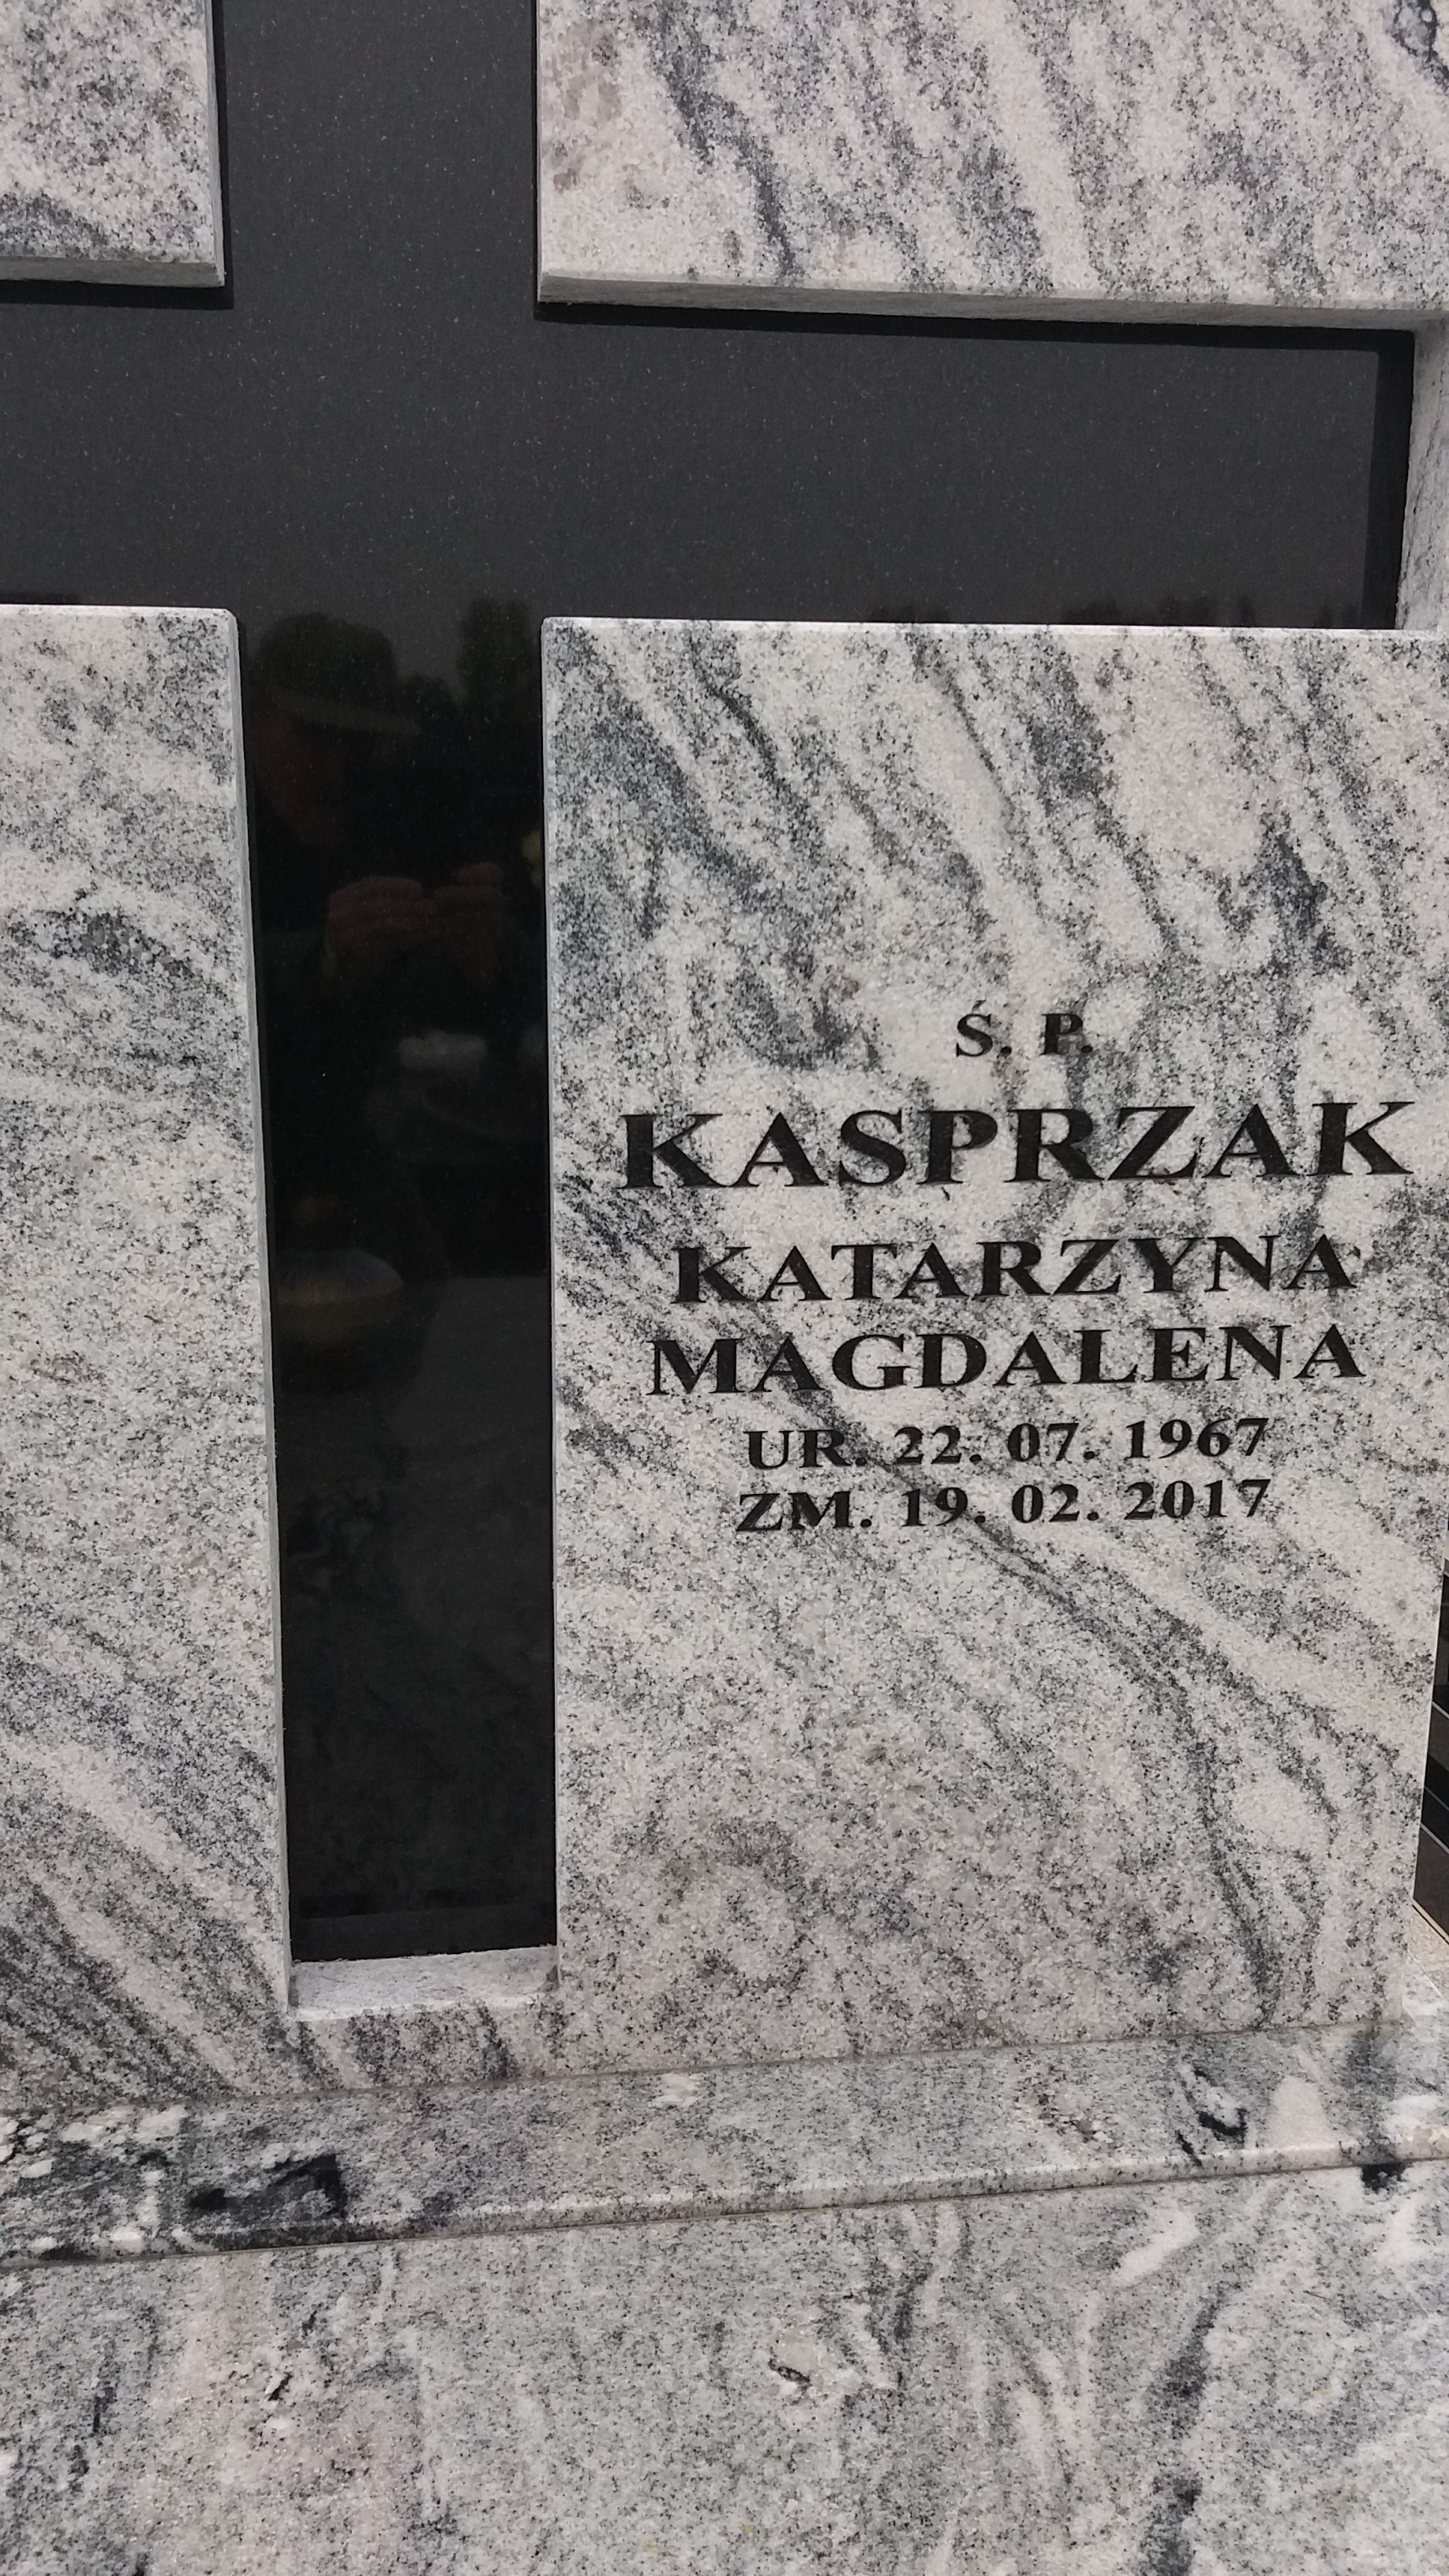 Ś. P.
KASPRZAK
KATARZYNA
MAGDALENA
UR. 22. 07. 1967
ZM. 19. 02. 2017